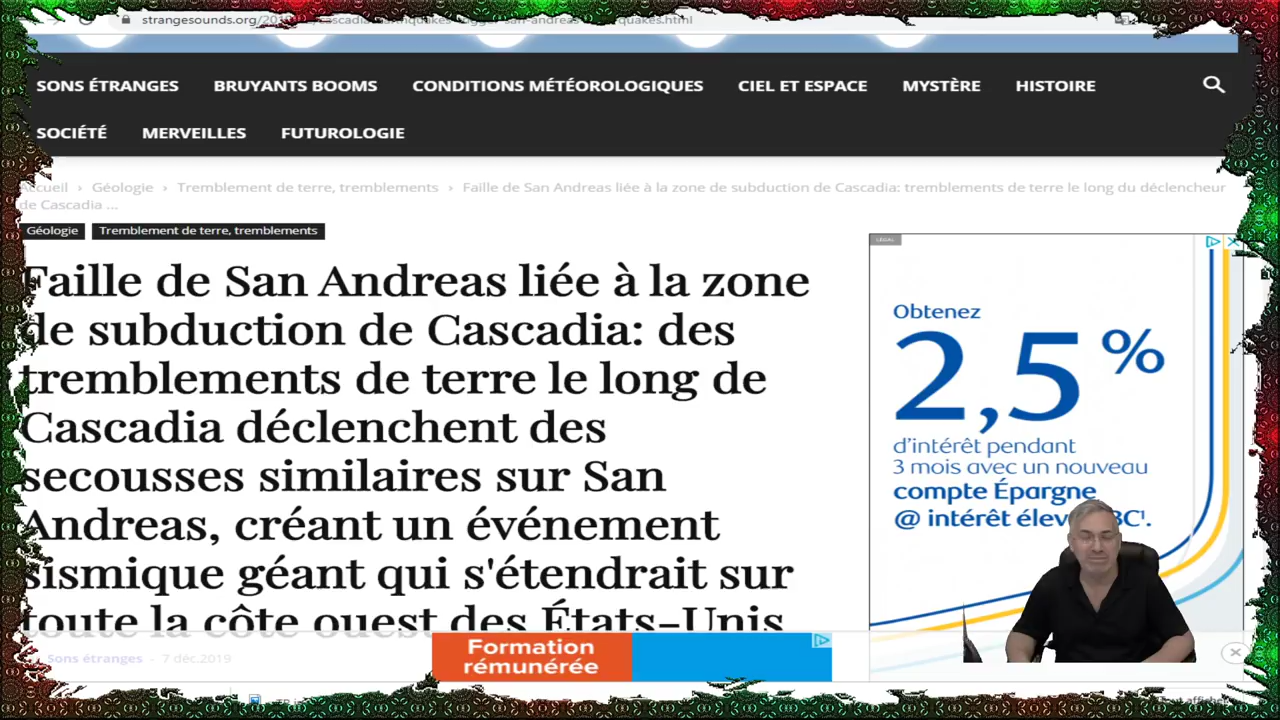 strangesounds.org/20
SONS ÉTRANGES BRUYANTS BOOMS CONDITIONS MÉTÉOROLOGIQUES CIEL ET ESPACE MYSTÈRE HISTOIRE
SOCIÉTÉ MERVEILLES FUTUROLOGIE
Accueil › Géologie › Tremblement de terre, tremblements › Faille de San Andreas liée à la zone de subduction de Cascadia: tremblements de terre le long du déclencheur
de Cascadia ...
Géologie Tremblement de terre, tremblements
Faille de San Andreas liée à la zone
de subduction de Cascadia: des
tremblements de terre le long de
Cascadia déclenchent des
secousses similaires sur San
Andreas, créant un événement
sismique géant qui s'étendrait sur
toute la côte ouest des États-Unis
Sons étranges - 7 déc.2019
LEGAL
Obtenez
2,5 %
d'intérêt pendant
3 mois avec un nouveau
compte Épargne
@ intérêt élevé
Formation
rémunérée